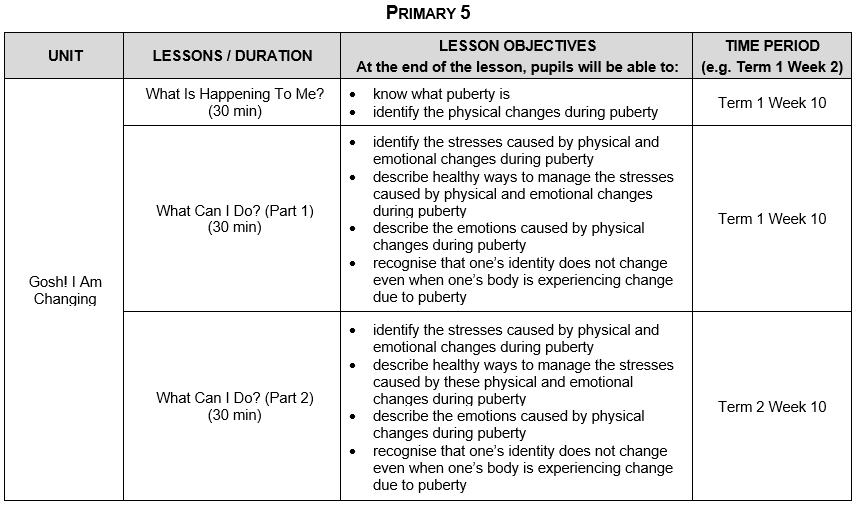 PRIMARY 5
UNIT
LESSONS / DURATION
LESSON OBJECTIVES
At the end of the lesson, pupils will be able to:
TIME PERIOD
(e.g. Term 1 Week 2)
Gosh! I Am
Changing
What Is Happening To Me?
(30 min)
• know what puberty is
• identify the physical changes during puberty
Term 1 Week 10
What Can I Do? (Part 1)
(30 min)
• identify the stresses caused by physical and
emotional changes during puberty
• describe healthy ways to manage the stresses
caused by physical and emotional changes
during puberty
• describe the emotions caused by physical
changes during puberty
• recognise that one’s identity does not change
even when one’s body is experiencing change
due to puberty
Term 1 Week 10
What Can I Do? (Part 2)
(30 min)
• identify the stresses caused by physical and
emotional changes during puberty
• describe healthy ways to manage the stresses
caused by these physical and emotional
changes during puberty
• describe the emotions caused by physical
changes during puberty
• recognise that one’s identity does not change
even when one’s body is experiencing change
due to puberty
Term 2 Week 10